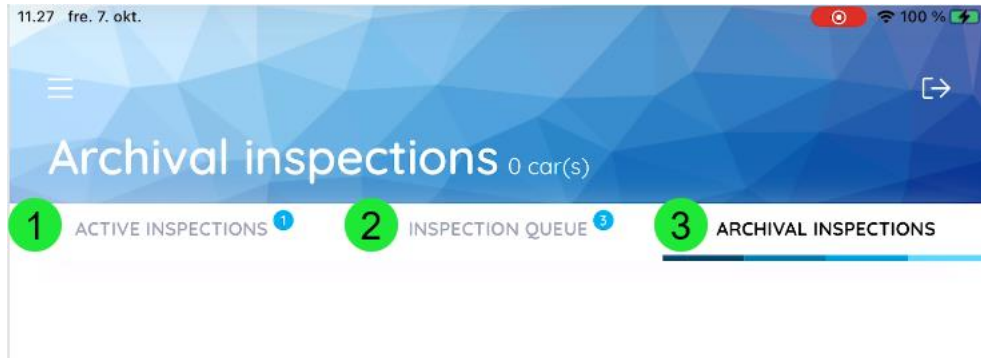 11.27 fre. 7. okt. 100 %
Archival inspections 0 car(s)
1 ACTIVE INSPECTIONS 1 2 INSPECTION QUEUE 3 3 ARCHIVAL INSPECTIONS